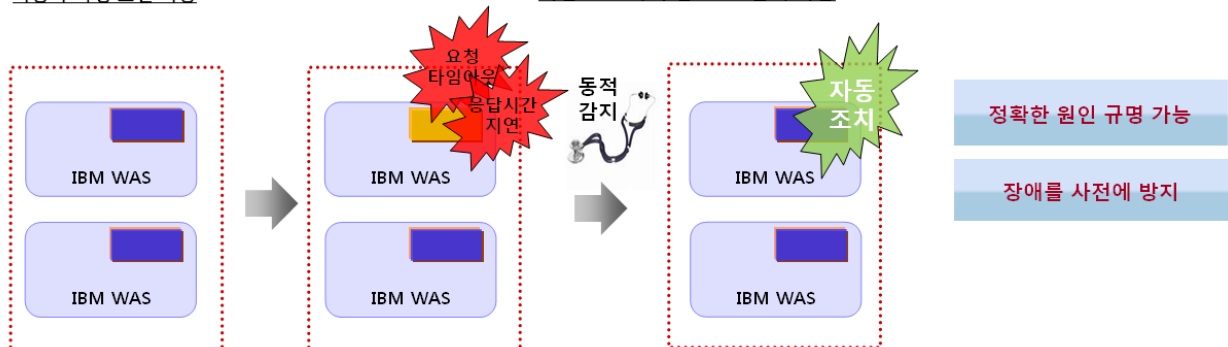 요청
타임아웃
응답시간
지연
동적
감지
자동
조치
정확한 원인 규명 가능
장애를 사전에 방지
IBM WAS
IBM WAS
IBM WAS
IBM WAS
IBM WAS
IBM WAS